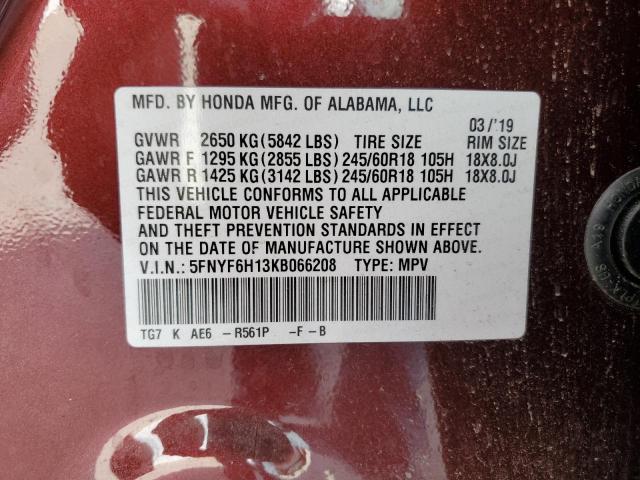 MFD. BY HONDA MFG. OF ALABAMA, LLC
03/'19
GVWR 2650 KG(5842 LBS) TIRE SIZE RIM SIZE
GAWR F 1295 KG (2855 LBS) 245/60R18 105H 18X8.0J
GAWR R 1425 KG (3142 LBS) 245/60R18 105H 18X8.0J
THIS VEHICLE CONFORMS TO ALL APPLICABLE
FEDERAL MOTOR VEHICLE SAFETY
AND THEFT PREVENTION STANDARDS IN EFFECT
ON THE DATE OF MANUFACTURE SHOWN ABOVE.
V.I.N.: 5FNYF6H13KB066208 TYPE: MPV
TG7 K AE6 -R561P -F-B